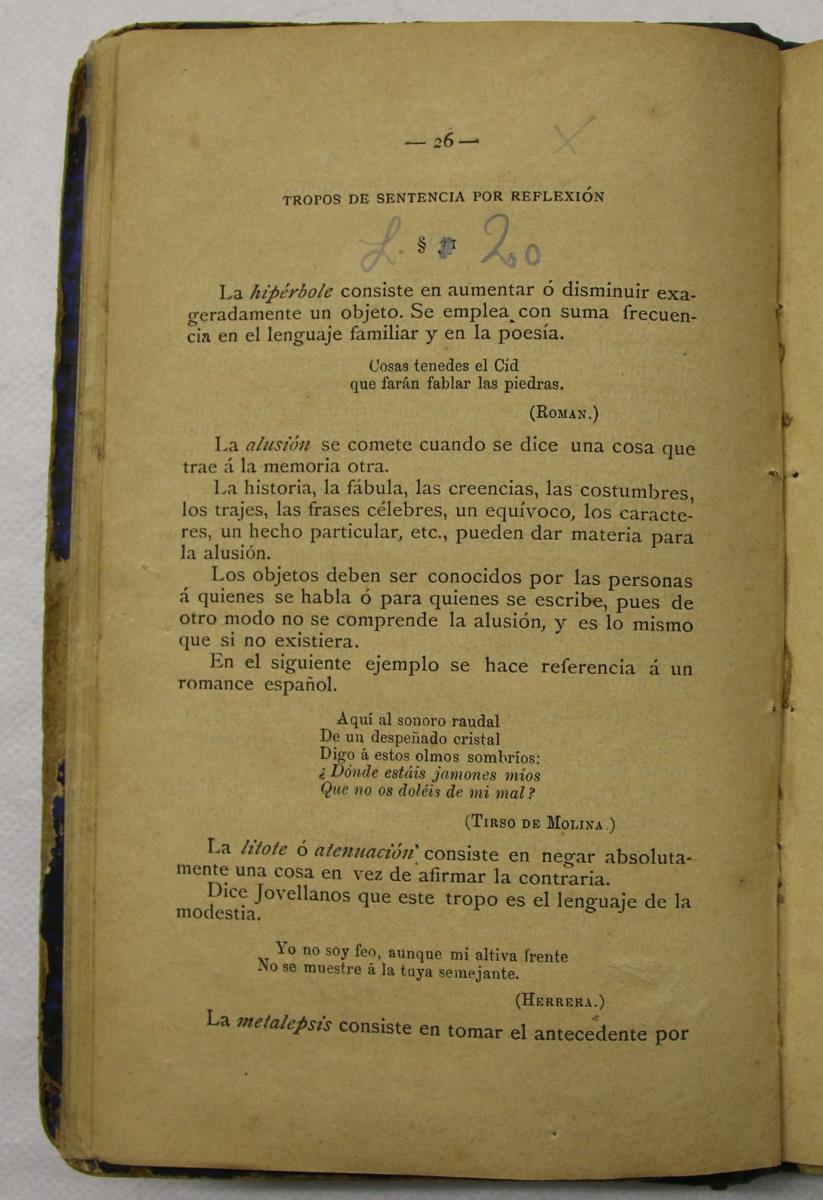 — 26 —
TROPOS DE SENTENCIA POR REFLEXIÓN
L. § 20
La hipérbole consiste en aumentar ó disminuir exa-
geradamente un objeto. Se emplea con suma frecuen-
cia en el lenguaje familiar y en la poesía.
Cosas tenedes el Cid
que farán fablar las piedras.
(ROMAN.)
La alusión se comete cuando se dice una cosa que
trae á la memoria otra.
La historia, la fábula, las creencias, las costumbres,
los trajes, las frases célebres, un equívoco, los caracte-
res, un hecho particular, etc., pueden dar materia para
la alusión.
Los objetos deben ser conocidos por las personas
á quienes se habla ó para quienes se escribe, pues de
otro modo no se comprende la alusión, y es lo mismo
que si no existiera.
En el siguiente ejemplo se hace referencia á un
romance español.
Aquí al sonoro raudal
De un despeñado cristal
Digo á estos olmos sombríos:
¿Dónde estáis jamones míos
Que no os doléis de mi mal?
(TIRSO DE MOLINA.)
La litote ó atenuación consiste en negar absoluta-
mente una cosa en vez de afirmar la contraria.
Dice Jovellanos que este tropo es el lenguaje de la
modestia.
Yo no soy feo, aunque mi altiva frente
No se muestre á la tuya semejante.
(HERRERA.)
La metalepsis consiste en tomar el antecedente por